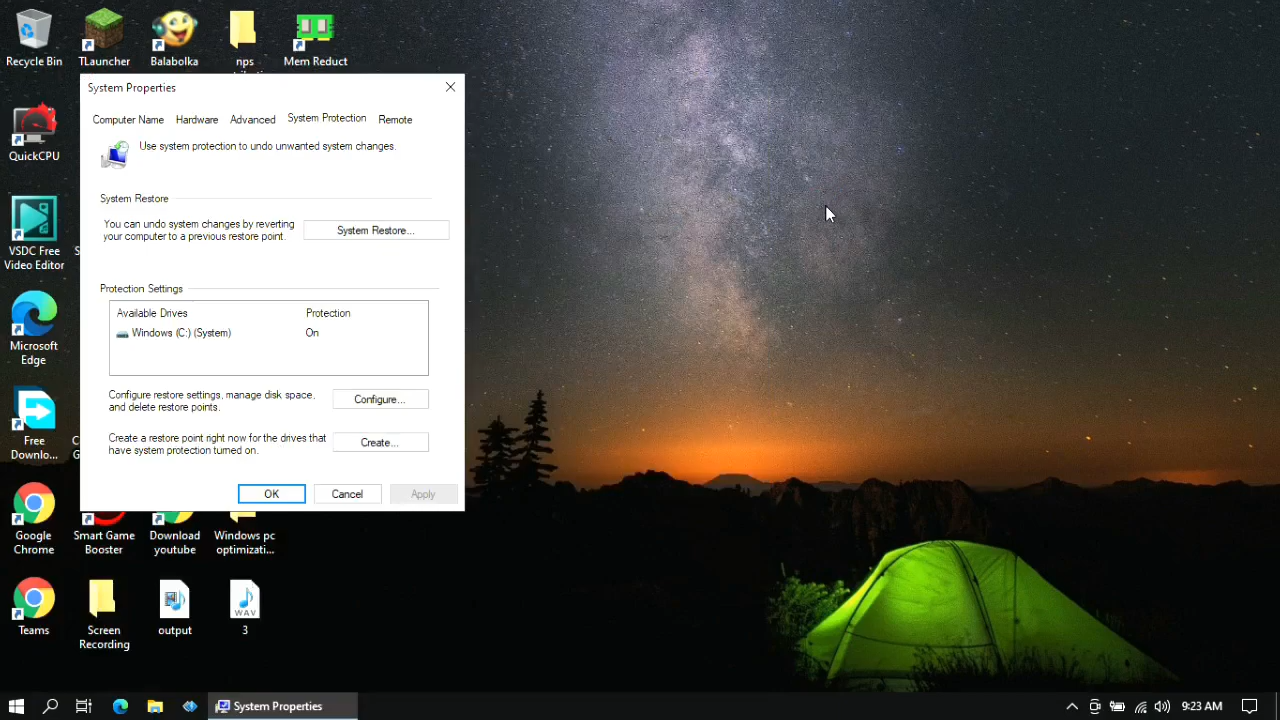 Recycle Bin
TLauncher
Balabolka
nps
Mem Reduct
System Properties
Computer Name
Hardware
Advanced
System Protection
Remote
QuickCPU
Use system protection to undo unwanted system changes.
System Restore
You can undo system changes by reverting
your computer to a previous restore point.
System Restore...
VSDC Free
Video Editor
Protection Settings
Available Drives
Protection
Windows (C:) (System)
On
Microsoft
Edge
Configure restore settings, manage disk space,
and delete restore points.
Configure...
Create a restore point right now for the drives that
have system protection turned on.
Create...
Free
Downlo...
OK
Cancel
Apply
Google
Chrome
Smart Game
Booster
Download
youtube
Windows pc
optimizati...
Teams
Screen
Recording
output
WAV
3
System Properties
9:23 AM